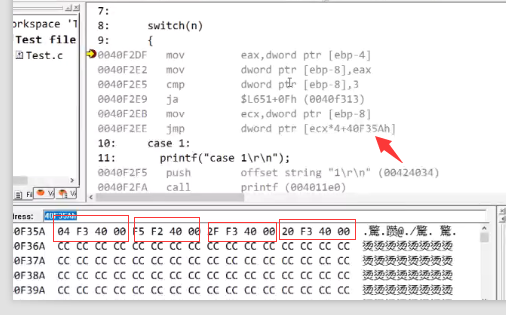 7:
orkspace 'T
8: switch(n)
Test file
9: {
Test.c
0040F2DF mov eax,dword ptr [ebp-4]
0040F2E2 mov dword ptr [ebp-8],eax
0040F2E5 cmp dword ptr [ebp-8],3
0040F2E9 ja $L651+0Fh (0040f313)
0040F2EB mov ecx,dword ptr [ebp-8]
0040F2EE jmp dword ptr [ecx*4+40F35Ah]
10: case 1:
11: printf("case 1\r\n");
0040F2F5 push offset string "1\r\n" (00424034)
0040F2FA call printf (004011e0)
dress: 40F35Ah
0F35A 04 F3 40 00 F5 F2 40 00 2F F3 40 00 20 F3 40 00
0F36A CC CC CC CC CC CC CC CC CC CC CC CC CC CC CC CC 烫烫烫烫烫烫烫烫
0F37A CC CC CC CC CC CC CC CC CC CC CC CC CC CC CC CC 烫烫烫烫烫烫烫烫
0F38A CC CC CC CC CC CC CC CC CC CC CC CC CC CC CC CC 烫烫烫烫烫烫烫烫
0F39A CC CC CC CC CC CC CC CC CC CC CC CC CC CC CC CC 烫烫烫烫烫烫烫烫